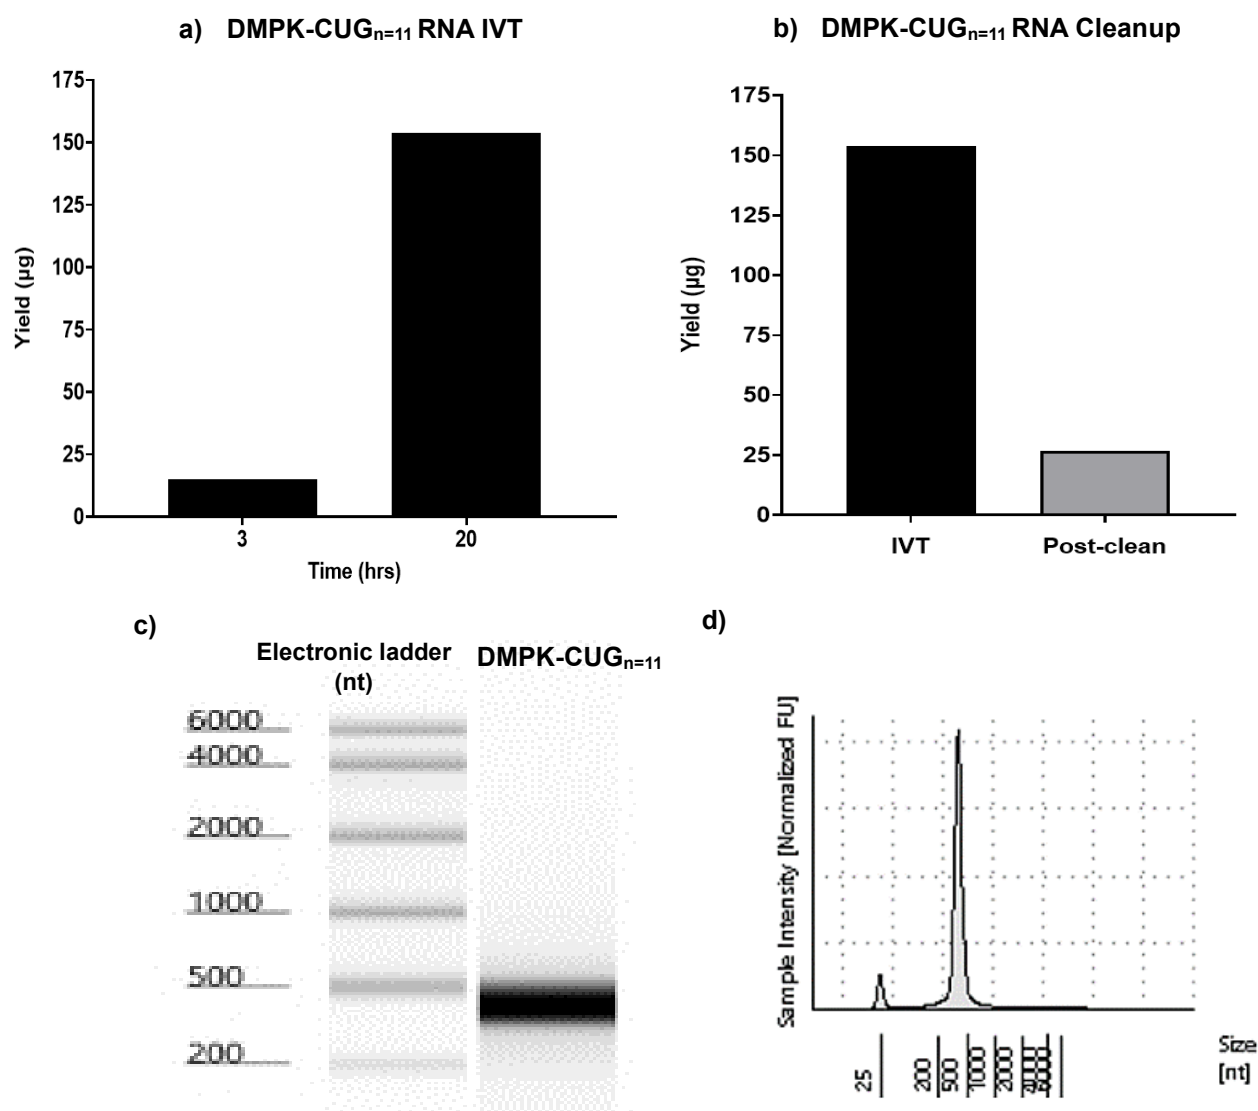 a) DMPK-CUGn=11 RNA IVT
175
150
125
100
75
50
25
0
Yield (µg)
3
20
Time (hrs)
b) DMPK-CUGn=11 RNA Cleanup
175
150
125
100
75
50
25
0
Yield (µg)
IVT
Post-clean
c)
Electronic ladder
(nt)
DMPK-CUGn=11
6000
4000
2000
1000
500
200
d)
Sample Intensity [Normalized FU]
25
200
500
1000
2000
4000
6000
Size
[nt]